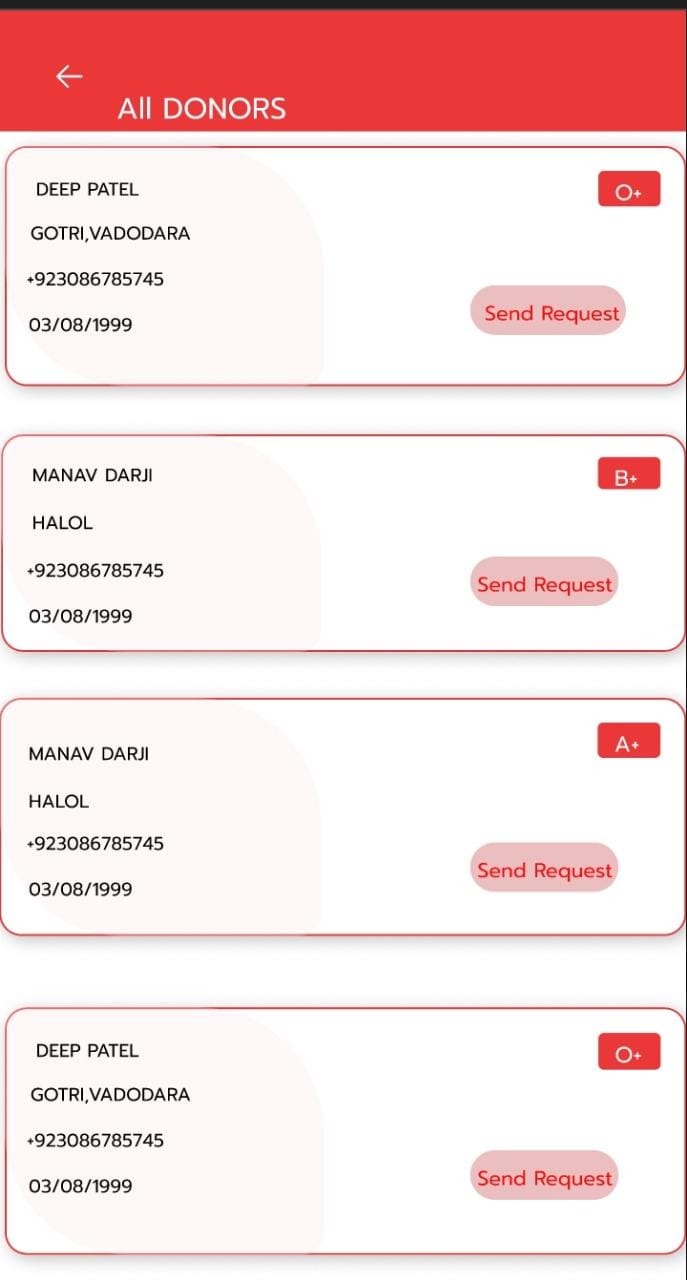 All DONORS
DEEP PATEL
O+
GOTRI,VADODARA
+923086785745
Send Request
03/08/1999
MANAV DARJI
B+
HALOL
+923086785745
Send Request
03/08/1999
MANAV DARJI
A+
HALOL
+923086785745
Send Request
03/08/1999
DEEP PATEL
O+
GOTRI,VADODARA
+923086785745
Send Request
03/08/1999